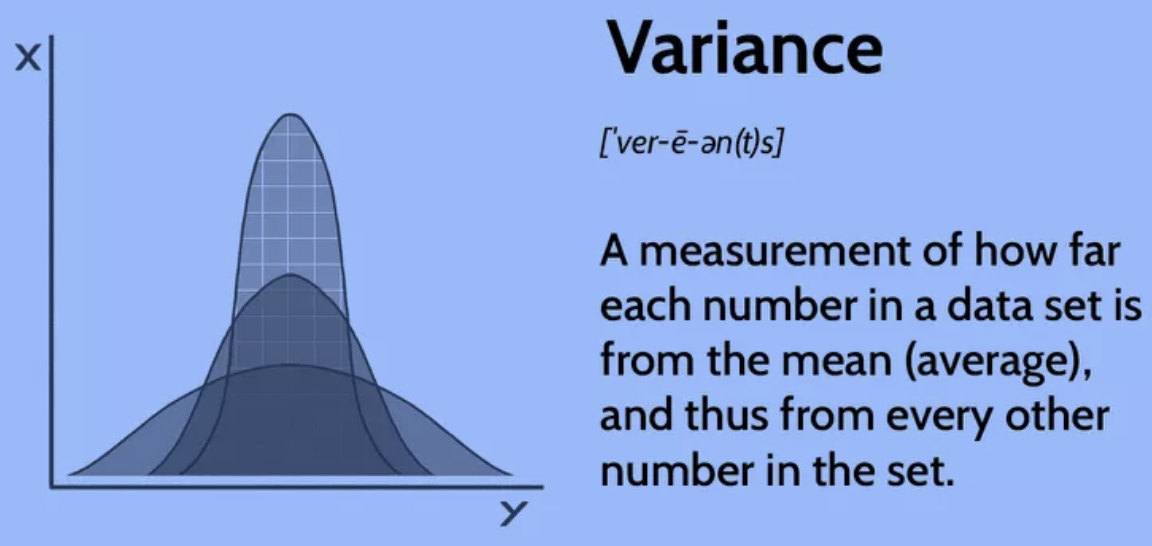 X
Variance
['ver-ē-ən(t)s]
A measurement of how far
each number in a data set is
from the mean (average),
and thus from every other
number in the set.
Y